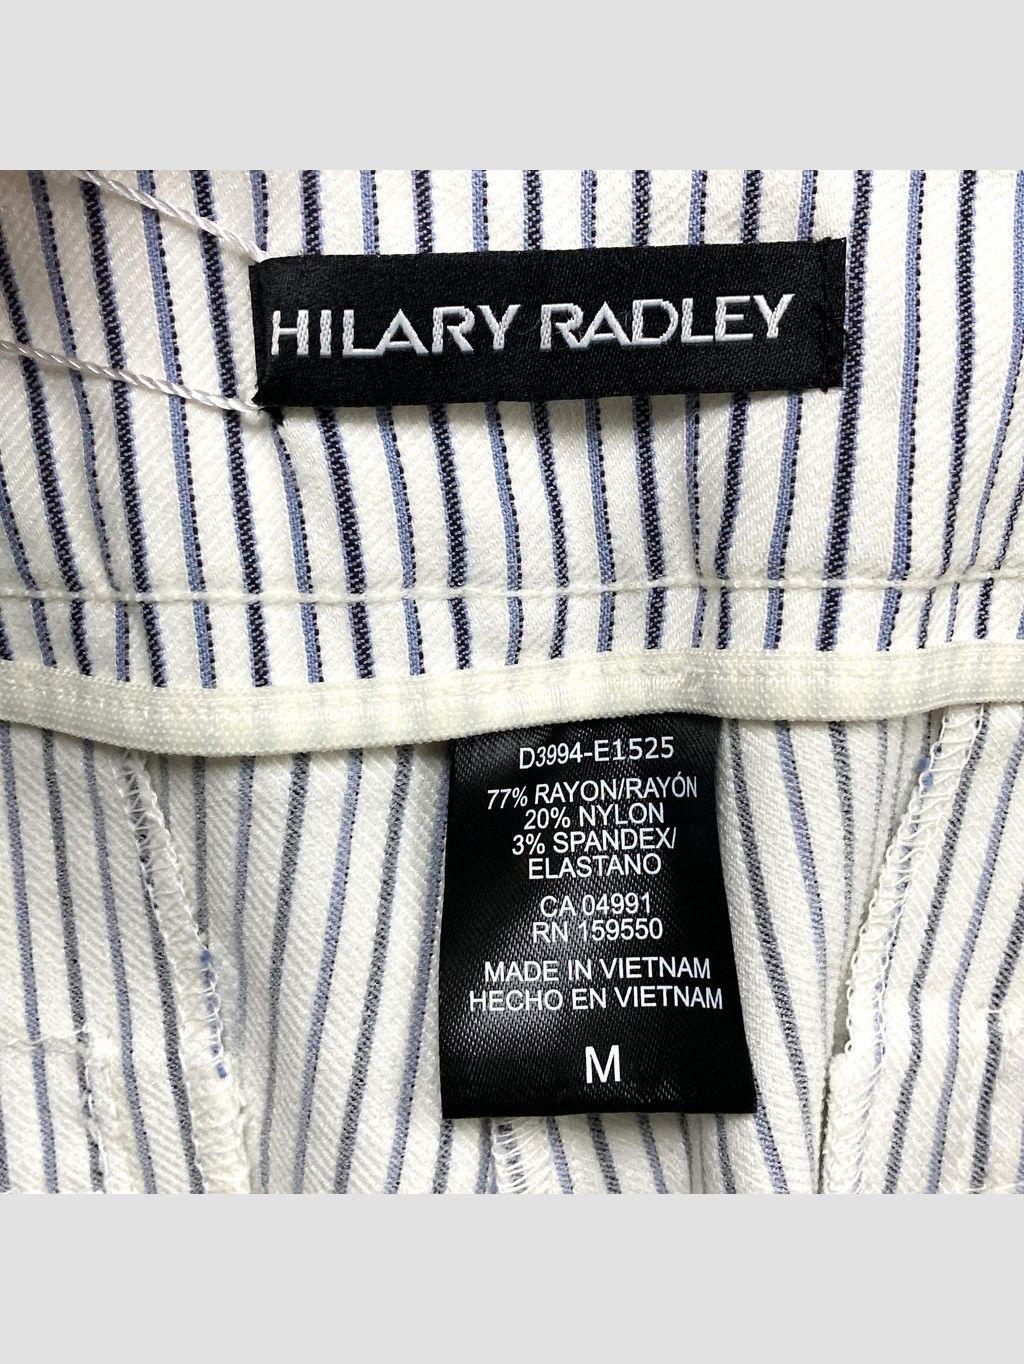 HILARY RADLEY
D3994-E1525
77% RAYON/RAYÓN
20% NYLON
3% SPANDEX/
ELASTANO
CA 04991
RN 159550
MADE IN VIETNAM
HECHO EN VIETNAM
M